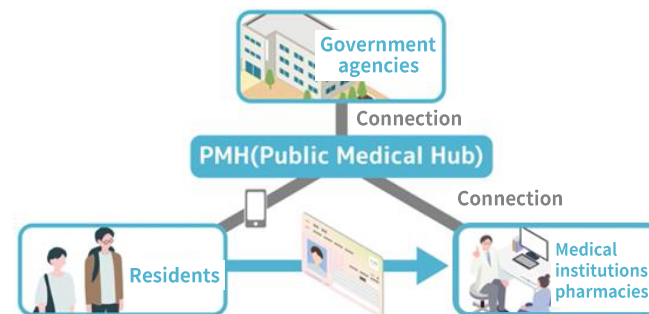 Government
agencies
Connection
PMH(Public Medical Hub)
Connection
Residents
Medical
institutions
pharmacies